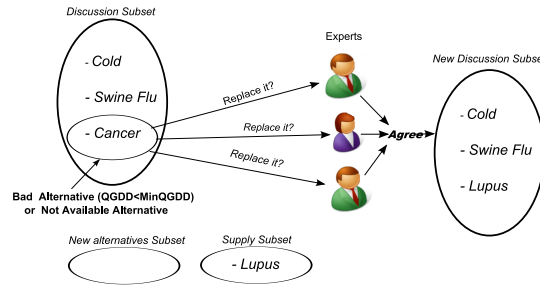 Discussion Subset
- Cold
- Swine Flu
- Cancer
Bad Alternative (QGDD<MinQGDD)
or Not Available Alternative
Replace it?
Replace it?
Replace it?
Experts
Agree
New Discussion Subset
- Cold
- Swine Flu
- Lupus
New alternatives Subset
Supply Subset
- Lupus